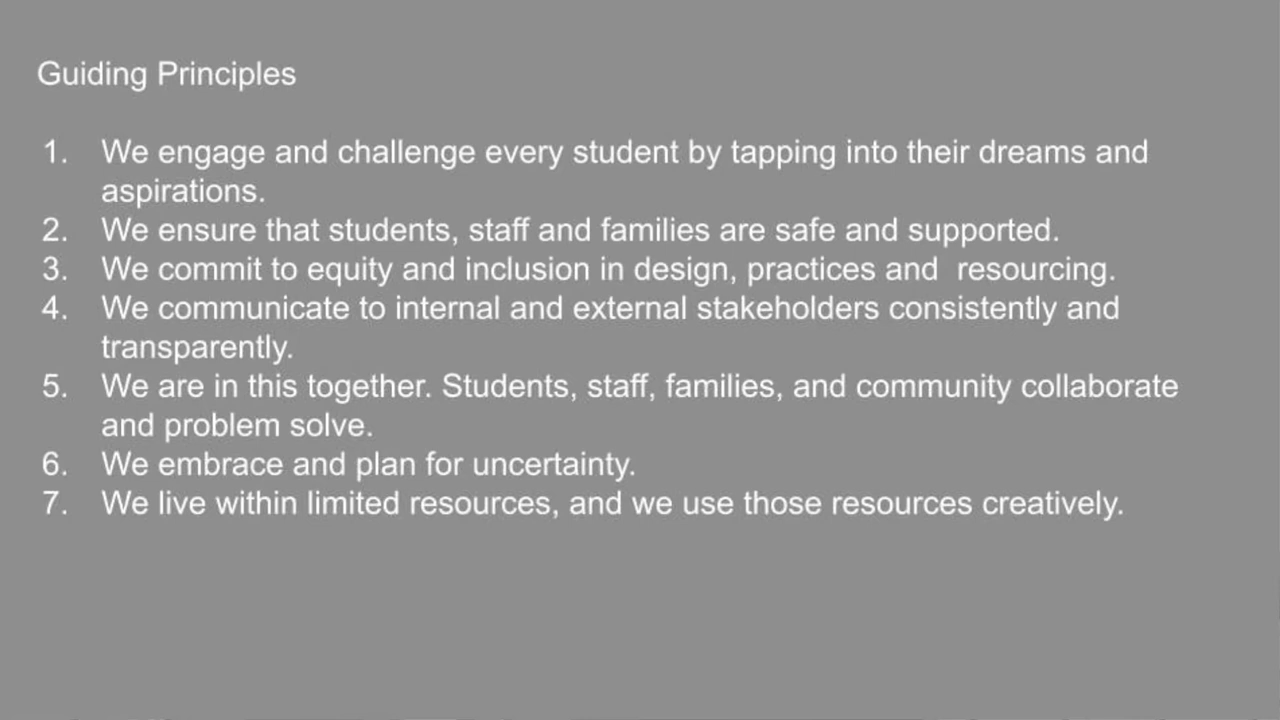 Guiding Principles
1. We engage and challenge every student by tapping into their dreams and
aspirations.
2. We ensure that students, staff and families are safe and supported.
3. We commit to equity and inclusion in design, practices and  resourcing.
4. We communicate to internal and external stakeholders consistently and
transparently.
5. We are in this together. Students, staff, families, and community collaborate
and problem solve.
6. We embrace and plan for uncertainty.
7. We live within limited resources, and we use those resources creatively.